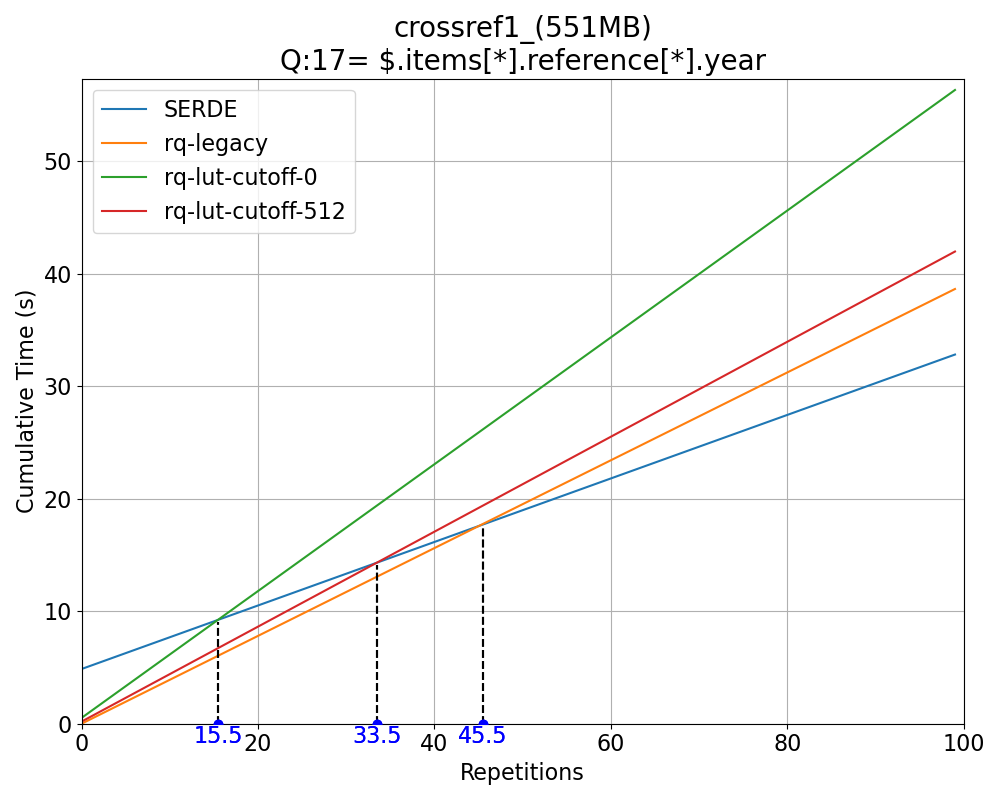 crossref1_(551MB)
Q:17= $.items[*].reference[*].year
SERDE
rq-legacy
rq-lut-cutoff-0
rq-lut-cutoff-512
Cumulative Time (s)
50
40
30
20
10
0
0 20 40 60 80 100
15.5 33.5 45.5
Repetitions